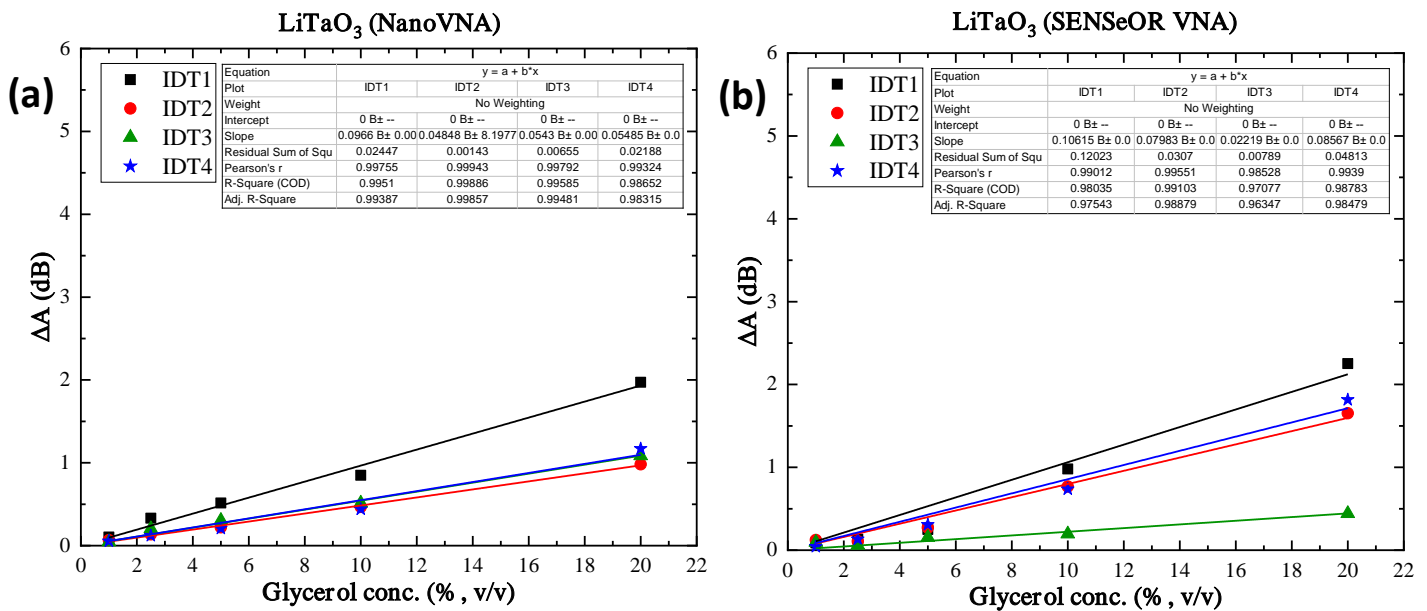 LiTaO3 (NanoVNA)
(a)
IDT1
IDT2
IDT3
IDT4
Equation y = a + b*x
Plot IDT1 IDT2 IDT3 IDT4
Weight No Weighting
Intercept 0 B± -- 0 B± -- 0 B± -- 0 B± --
Slope 0.0966 B± 0.00 0.04848 B± 8.1977 0.0543 B± 0.00 0.05485 B± 0.0
Residual Sum of Squ 0.02447 0.00143 0.00655 0.02188
Pearson's r 0.99755 0.99943 0.99792 0.99324
R-Square (COD) 0.9951 0.99886 0.99585 0.98652
Adj. R-Square 0.99387 0.99857 0.99481 0.98315
6
5
4
3
2
1
0
ΔA (dB)
0 2 4 6 8 10 12 14 16 18 20 22
Glycerol conc. (% , v/v)
LiTaO3 (SENSeOR VNA)
(b)
IDT1
IDT2
IDT3
IDT4
Equation y = a + b*x
Plot IDT1 IDT2 IDT3 IDT4
Weight No Weighting
Intercept 0 B± -- 0 B± -- 0 B± -- 0 B± --
Slope 0.10615 B± 0.0 0.07983 B± 0.0 0.02219 B± 0.0 0.08567 B± 0.0
Residual Sum of Squ 0.12023 0.0307 0.00789 0.04813
Pearson's r 0.99012 0.99551 0.98528 0.9939
R-Square (COD) 0.98035 0.99103 0.97077 0.98783
Adj. R-Square 0.97543 0.98879 0.96347 0.98479
6
5
4
3
2
1
0
ΔA (dB)
0 2 4 6 8 10 12 14 16 18 20 22
Glycerol conc. (% , v/v)